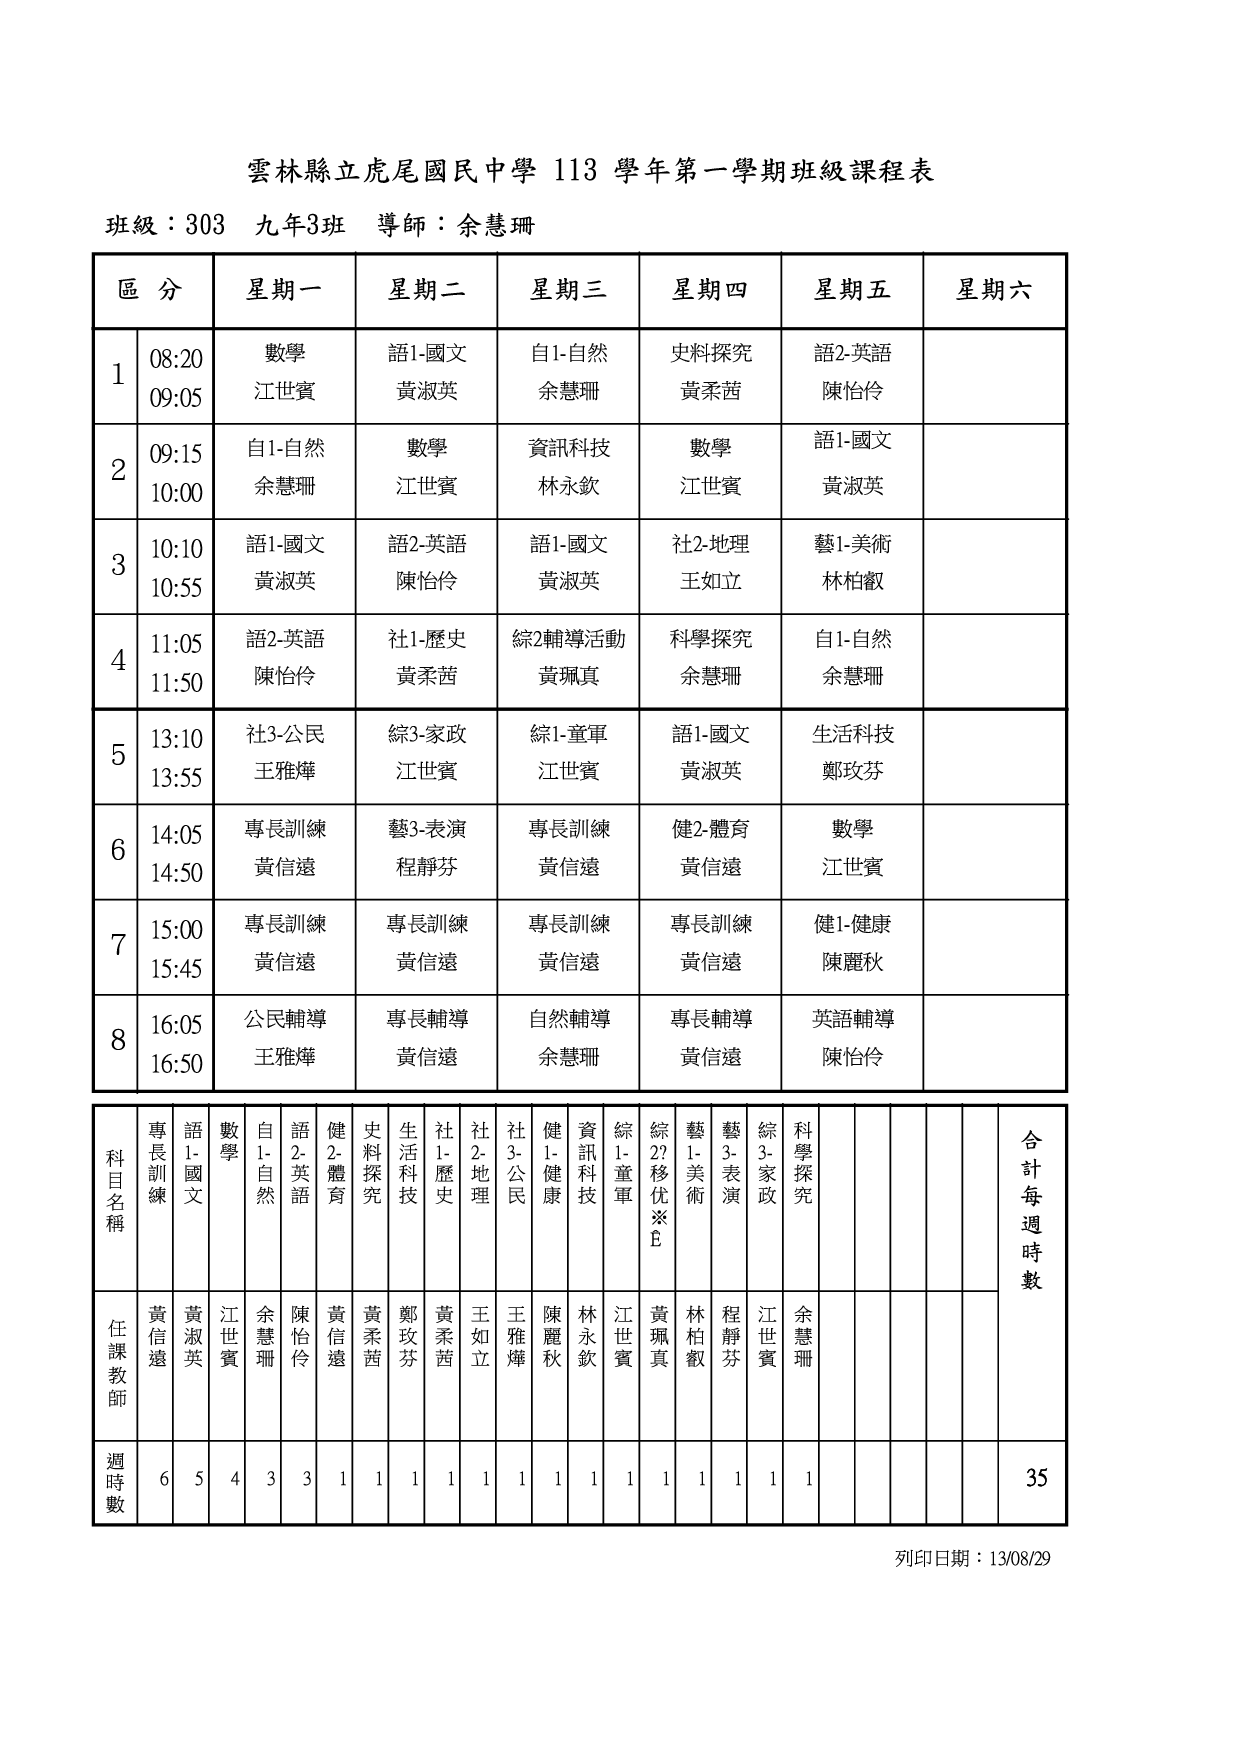 雲林縣立虎尾國民中學 113 學年第一學期班級課程表
班級：303 九年3班 導師：余慧珊
區 分 星期一 星期二 星期三 星期四 星期五 星期六
1 08:20 09:05 數學 江世賓 語1-國文 黃淑英 自1-自然 余慧珊 史料探究 黃柔茜 語2-英語 陳怡伶
2 09:15 10:00 自1-自然 余慧珊 數學 江世賓 資訊科技 林永欽 數學 江世賓 語1-國文 黃淑英
3 10:10 10:55 語1-國文 黃淑英 語2-英語 陳怡伶 語1-國文 黃淑英 社2-地理 王如立 藝1-美術 林柏叡
4 11:05 11:50 語2-英語 陳怡伶 社1-歷史 黃柔茜 綜2輔導活動 黃珮真 科學探究 余慧珊 自1-自然 余慧珊
5 13:10 13:55 社3-公民 王雅燁 綜3-家政 江世賓 綜1-童軍 江世賓 語1-國文 黃淑英 生活科技 鄭玫芬
6 14:05 14:50 專長訓練 黃信遠 藝3-表演 程靜芬 專長訓練 黃信遠 健2-體育 黃信遠 數學 江世賓
7 15:00 15:45 專長訓練 黃信遠 專長訓練 黃信遠 專長訓練 黃信遠 專長訓練 黃信遠 健1-健康 陳麗秋
8 16:05 16:50 公民輔導 王雅燁 專長輔導 黃信遠 自然輔導 余慧珊 專長輔導 黃信遠 英語輔導 陳怡伶
科目名稱 專長訓練 語1-國文 數學 自1-自然 語2-英語 健2-體育 史料探究 生活科技 社1-歷史 社2-地理 社3-公民 健1-健康 資訊科技 綜1-童軍 綜2?移优※Ê 藝1-美術 藝3-表演 綜3-家政 科學探究 合計每週時數
任課教師 黃信遠 黃淑英 江世賓 余慧珊 陳怡伶 黃信遠 黃柔茜 鄭玫芬 黃柔茜 王如立 王雅燁 陳麗秋 林永欽 江世賓 黃珮真 林柏叡 程靜芬 江世賓 余慧珊
週時數 6 5 4 3 3 1 1 1 1 1 1 1 1 1 1 1 1 1 1 35
列印日期：13/08/29